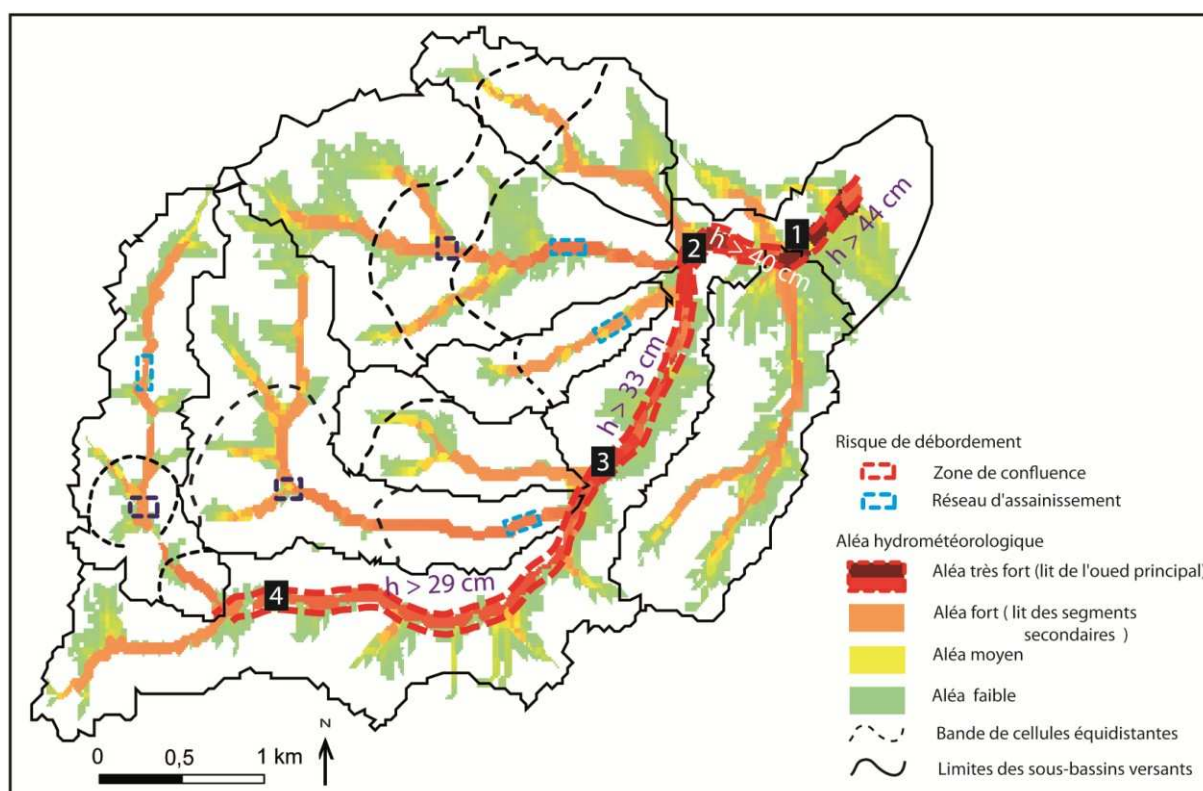 1
h > 44 cm
2
h > 40 cm
h > 33 cm
3
h > 29 cm
4
Risque de débordement
Zone de confluence
Réseau d'assainissement
Aléa hydrométéorologique
Aléa très fort (lit de l'oued principal)
Aléa fort ( lit des segments
secondaires )
Aléa moyen
Aléa faible
Bande de cellules équidistantes
Limites des sous-bassins versants
N
0 0,5 1 km